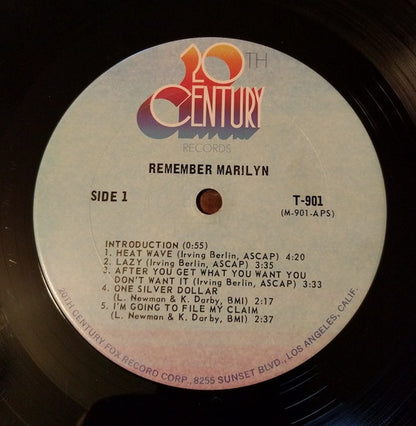 20TH
CENTURY
RECORDS
REMEMBER MARILYN
SIDE 1
T-901
(M-901-APS)
INTRODUCTION (0:55)
1. HEAT WAVE (Irving Berlin, ASCAP) 4:20
2. LAZY (Irving Berlin, ASCAP) 3:35
3. AFTER YOU GET WHAT YOU WANT YOU
DON'T WANT IT (Irving Berlin, ASCAP) 3:33
4. ONE SILVER DOLLAR
(L. Newman & K. Darby, BMI) 2:17
5. I'M GOING TO FILE MY CLAIM
(L. Newman & K. Darby, BMI) 2:37
20TH CENTURY FOX RECORD CORP., 8255 SUNSET BLVD., LOS ANGELES, CALIF.